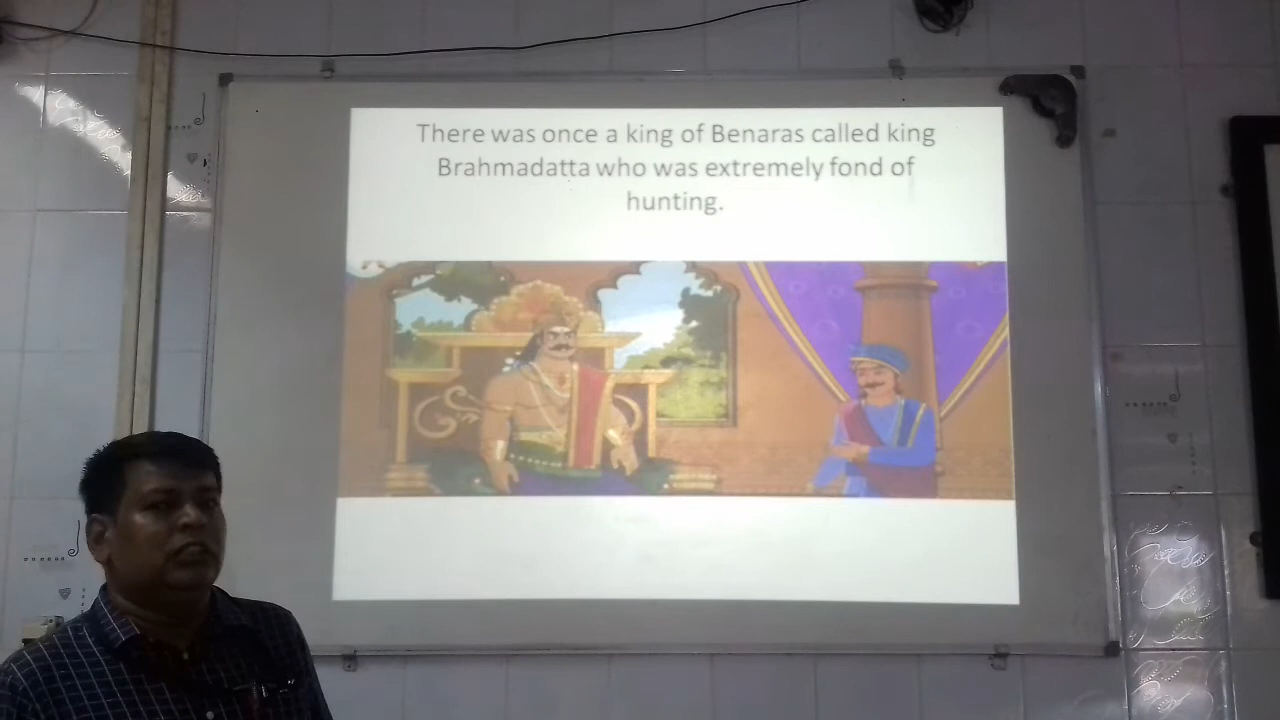 There was once a king of Benaras called king
Brahmadatta who was extremely fond of
hunting.